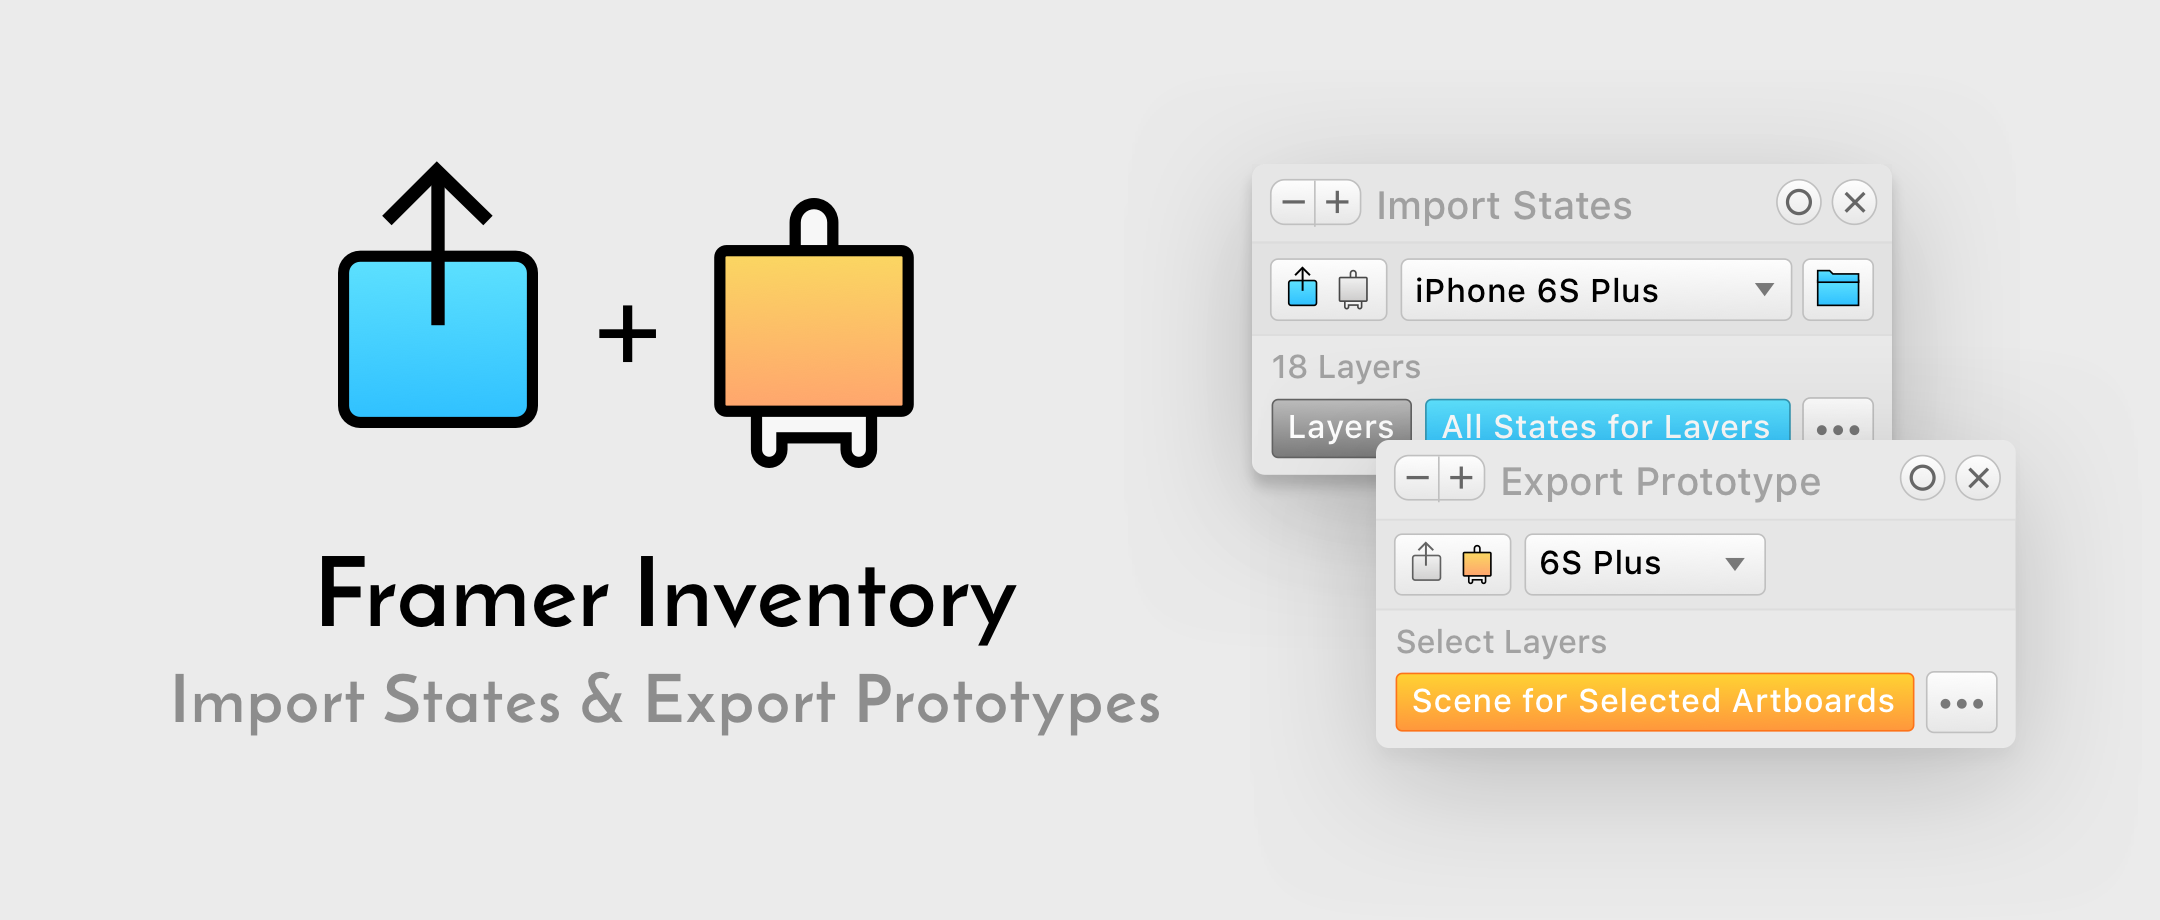 Framer Inventory
Import States & Export Prototypes
Import States
iPhone 6S Plus
18 Layers
Layers
All States for Layers
Export Prototype
6S Plus
Select Layers
Scene for Selected Artboards